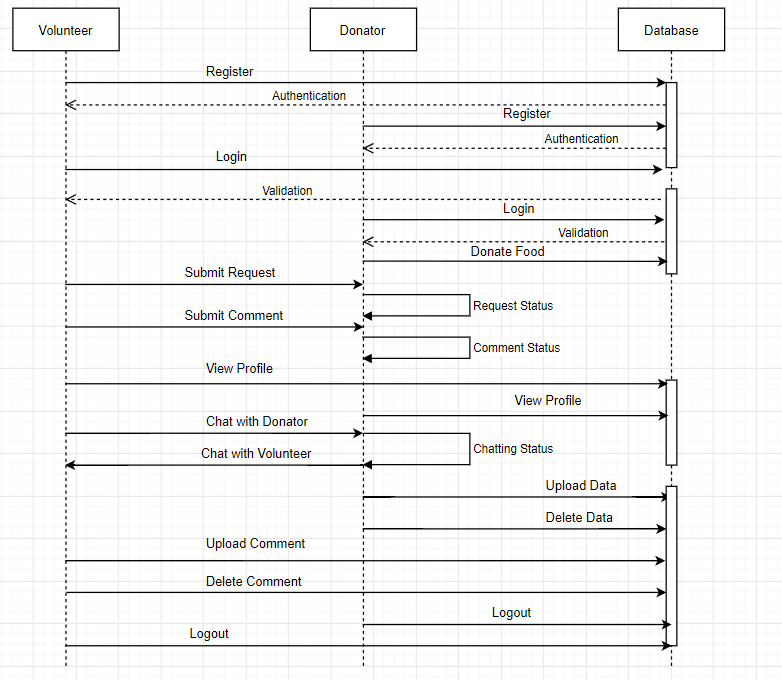 Volunteer
Donator
Database
Register
Authentication
Register
Authentication
Login
Validation
Login
Validation
Donate Food
Submit Request
Request Status
Submit Comment
Comment Status
View Profile
View Profile
Chat with Donator
Chatting Status
Chat with Volunteer
Upload Data
Delete Data
Upload Comment
Delete Comment
Logout
Logout